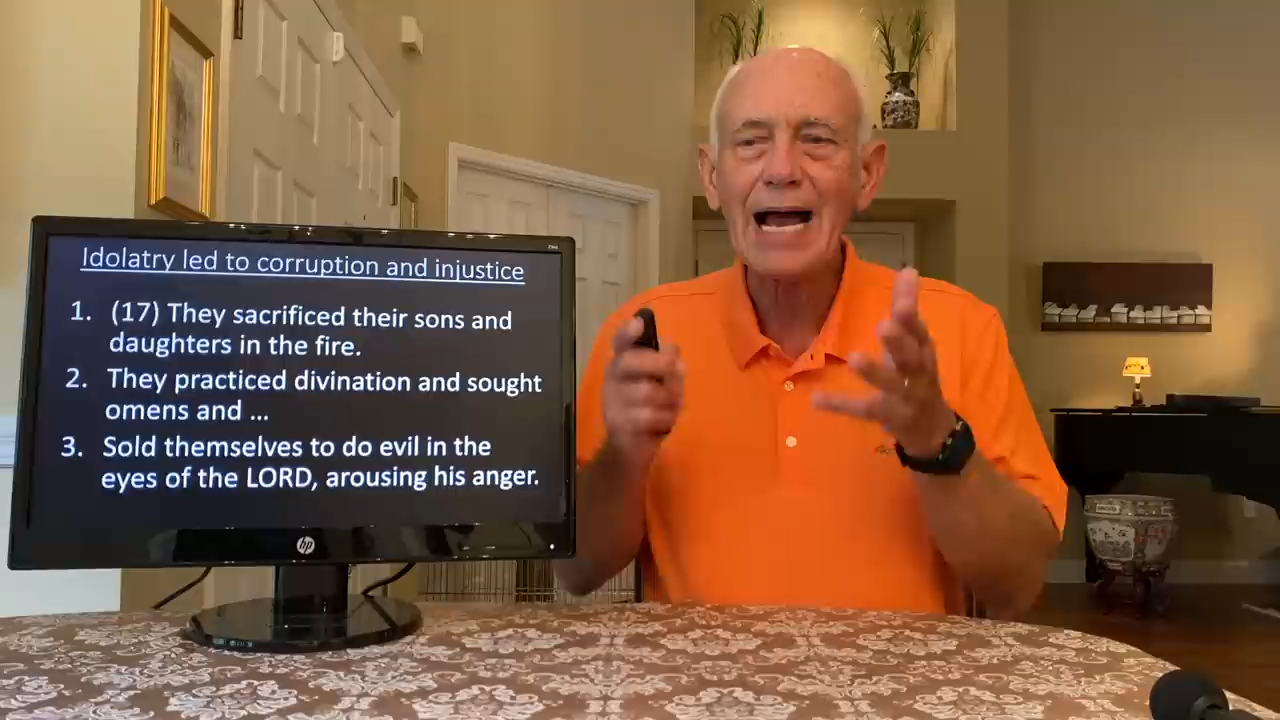 Idolatry led to corruption and injustice
1. (17) They sacrificed their sons and
daughters in the fire.
2. They practiced divination and sought
omens and ...
3. Sold themselves to do evil in the
eyes of the LORD, arousing his anger.
hp